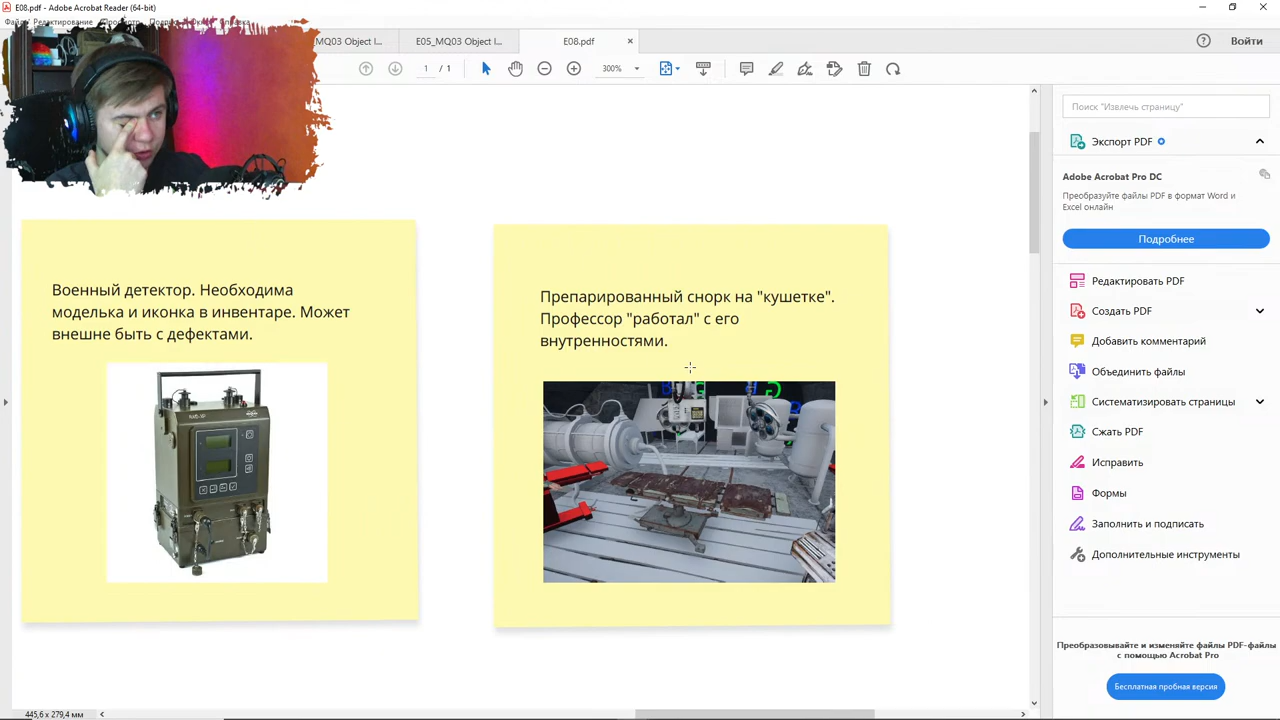 E08.pdf - Adobe Acrobat Reader (64-bit)
Файл Редактирование
_MQ03 Object I...
E05_MQ03 Object I...
E08.pdf
Войти
1 / 1
300%
Военный детектор. Необходима
моделька и иконка в инвентаре. Может
внешне быть с дефектами.
Препарированный снорк на "кушетке".
Профессор "работал" с его
внутренностями.
Поиск "Извлечь страницу"
Экспорт PDF
Adobe Acrobat Pro DC
Преобразуйте файлы PDF в формат Word и
Excel онлайн
Подробнее
Редактировать PDF
Создать PDF
Добавить комментарий
Объединить файлы
Систематизировать страницы
Сжать PDF
Исправить
Формы
Заполнить и подписать
Дополнительные инструменты
Преобразовывайте и изменяйте файлы PDF-файлы
с помощью Acrobat Pro
Бесплатная пробная версия
445,6 x 279,4 мм